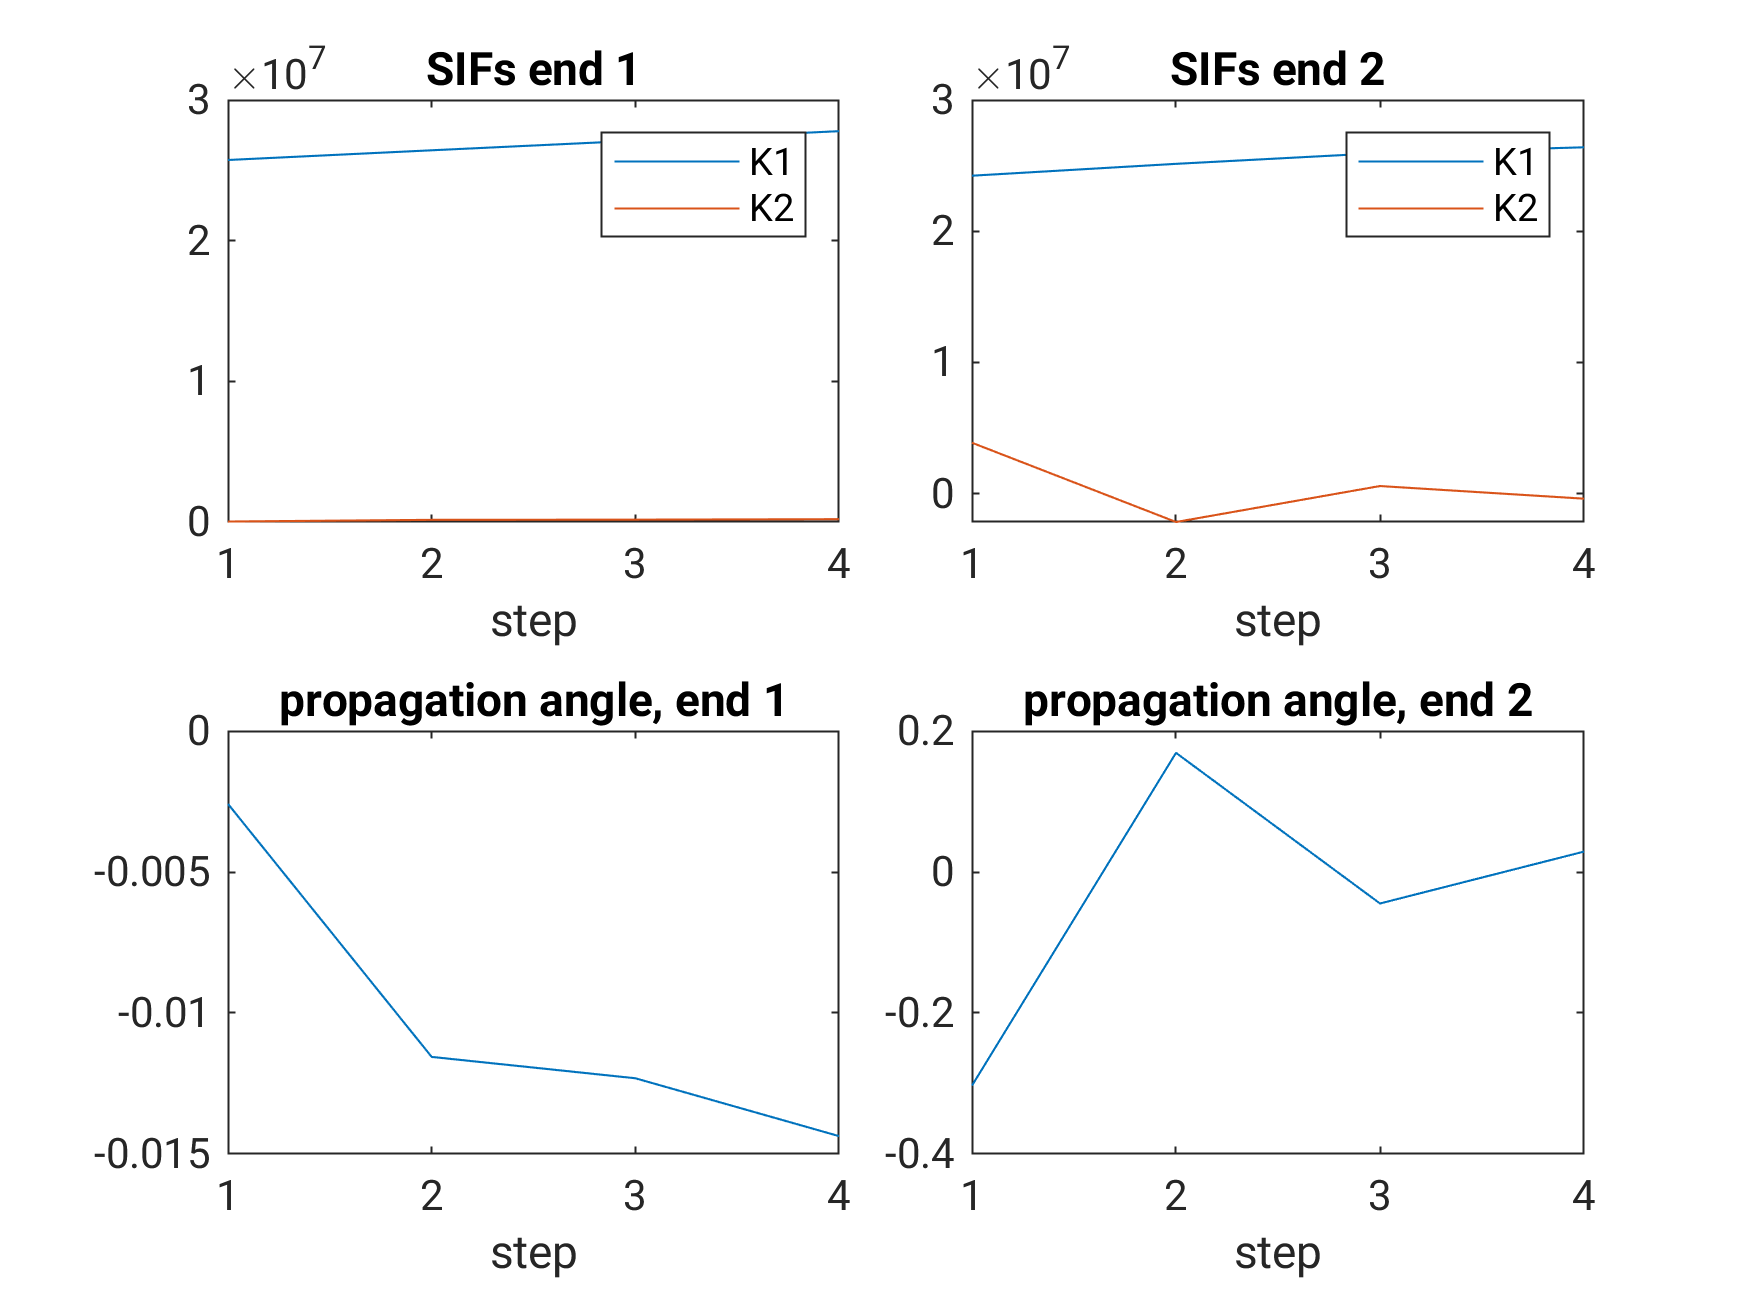 ×10^7
SIFs end 1
3
2
1
0
K1
K2
1 2 3 4
step
×10^7
SIFs end 2
3
2
1
0
K1
K2
1 2 3 4
step
propagation angle, end 1
0
-0.005
-0.01
-0.015
1 2 3 4
step
propagation angle, end 2
0.2
0
-0.2
-0.4
1 2 3 4
step